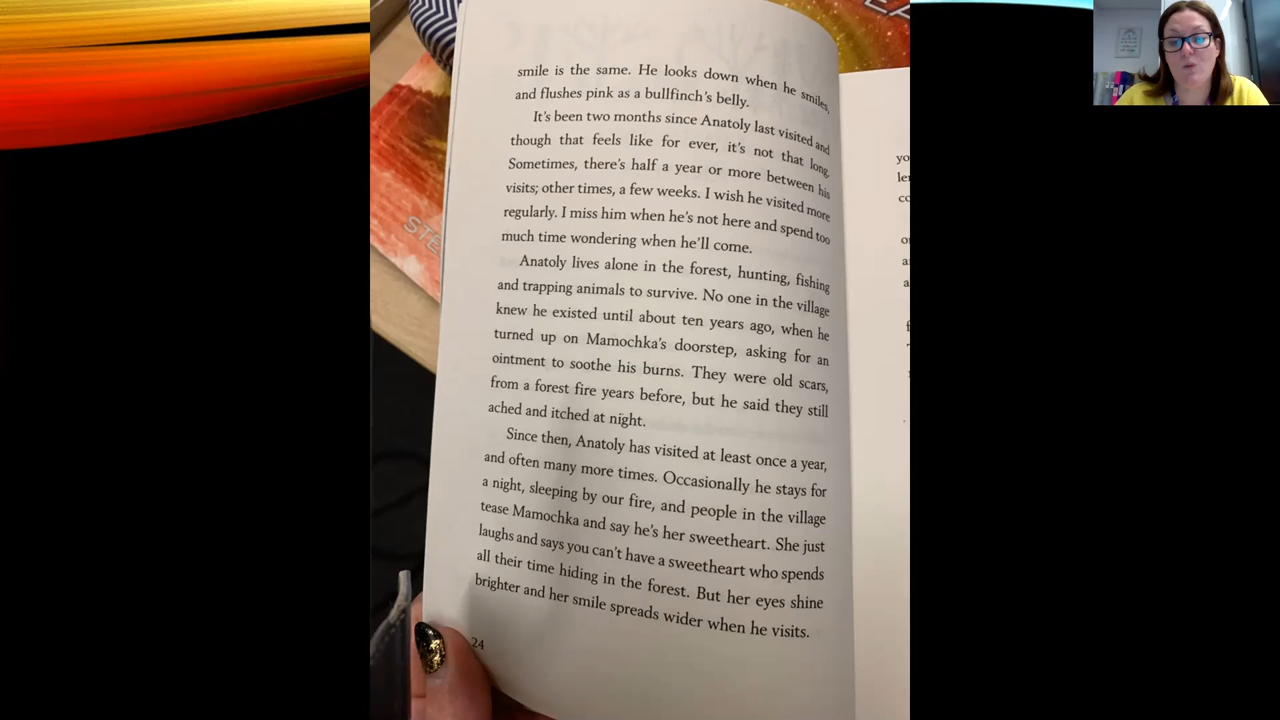 smile is the same. He looks down when he smiles,
and flushes pink as a bullfinch's belly.
It's been two months since Anatoly last visited and
though that feels like for ever, it's not that long.
Sometimes, there's half a year or more between his
visits; other times, a few weeks. I wish he visited more
regularly. I miss him when he's not here and spend too
much time wondering when he'll come.
Anatoly lives alone in the forest, hunting, fishing
and trapping animals to survive. No one in the village
knew he existed until about ten years ago, when he
turned up on Mamochka's doorstep, asking for an
ointment to soothe his burns. They were old scars,
from a forest fire years before, but he said they still
ached and itched at night.
Since then, Anatoly has visited at least once a year,
and often many more times. Occasionally he stays for
a night, sleeping by our fire, and people in the village
tease Mamochka and say he's her sweetheart. She just
laughs and says you can't have a sweetheart who spends
all their time hiding in the forest. But her eyes shine
brighter and her smile spreads wider when he visits.
24
STE
yo